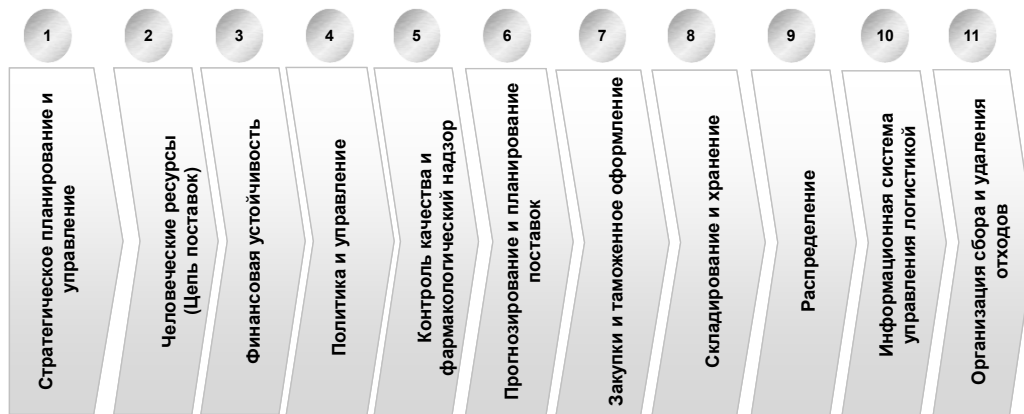 1
2
3
4
5
6
7
8
9
10
11
Стратегическое планирование и
управление
Человеческие ресурсы
(Цепь поставок)
Финансовая устойчивость
Политика и управление
Контроль качества и
фармакологический надзор
Прогнозирование и планирование
поставок
Закупки и таможенное оформление
Складирование и хранение
Распределение
Информационная система
управления логистикой
Организация сбора и удаления
отходов